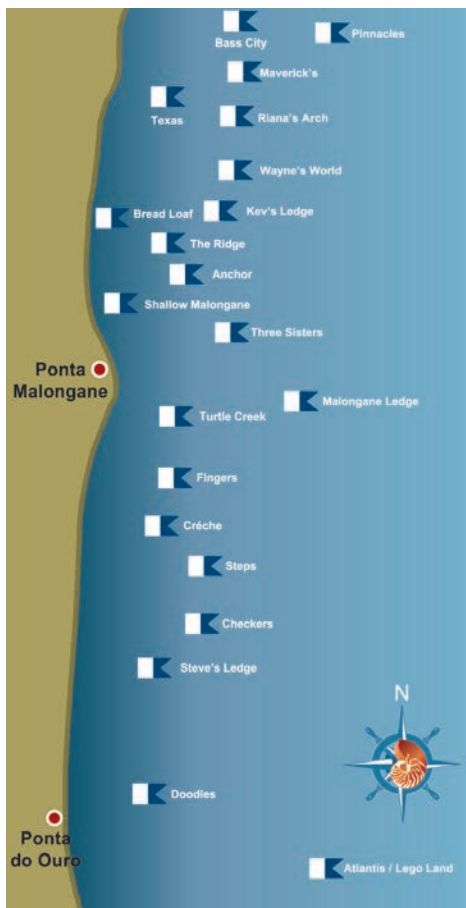 Bass City
Pinnacles
Maverick's
Texas
Riana's Arch
Wayne's World
Bread Loaf
Kev's Ledge
The Ridge
Anchor
Shallow Malongane
Three Sisters
Ponta
Malongane
Malongane Ledge
Turtle Creek
Fingers
Créche
Steps
Checkers
Steve's Ledge
N
Doodles
Ponta
do Ouro
Atlantis / Lego Land